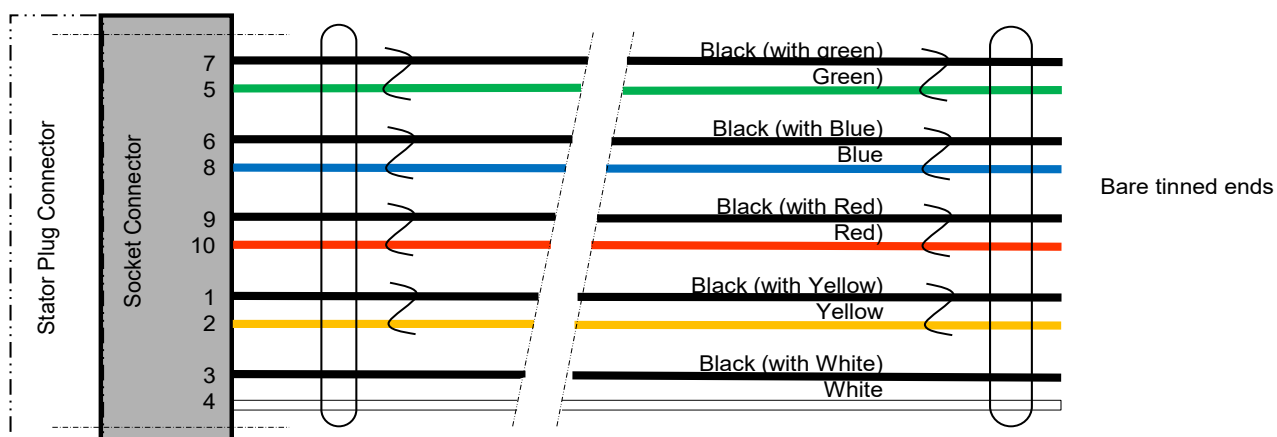 Stator Plug Connector
Socket Connector
7
Black (with green)
5
Green)
6
Black (with Blue)
8
Blue
9
Black (with Red)
10
Red)
1
Black (with Yellow)
2
Yellow
3
Black (with White)
4
White
Bare tinned ends